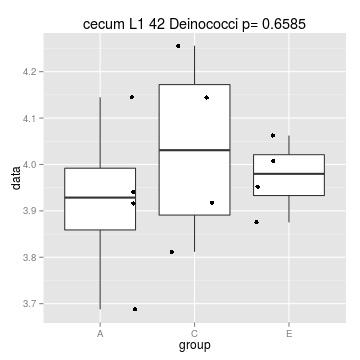 cecum L1 42 Deinococci p= 0.6585
data
4.2
4.1
4.0
3.9
3.8
3.7
A C E
group